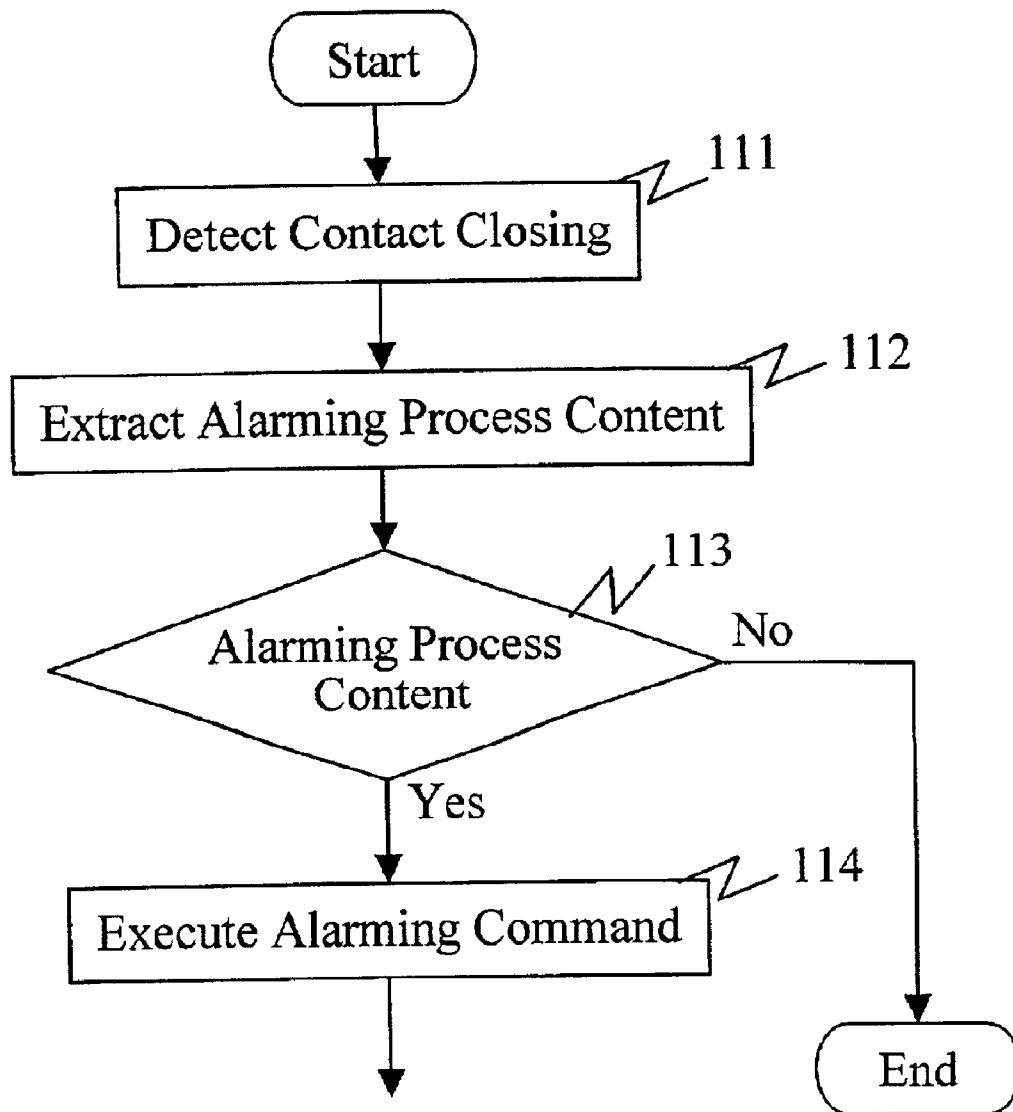 Start
111
Detect Contact Closing
112
Extract Alarming Process Content
113
Alarming Process
Content
No
Yes
114
Execute Alarming Command
End